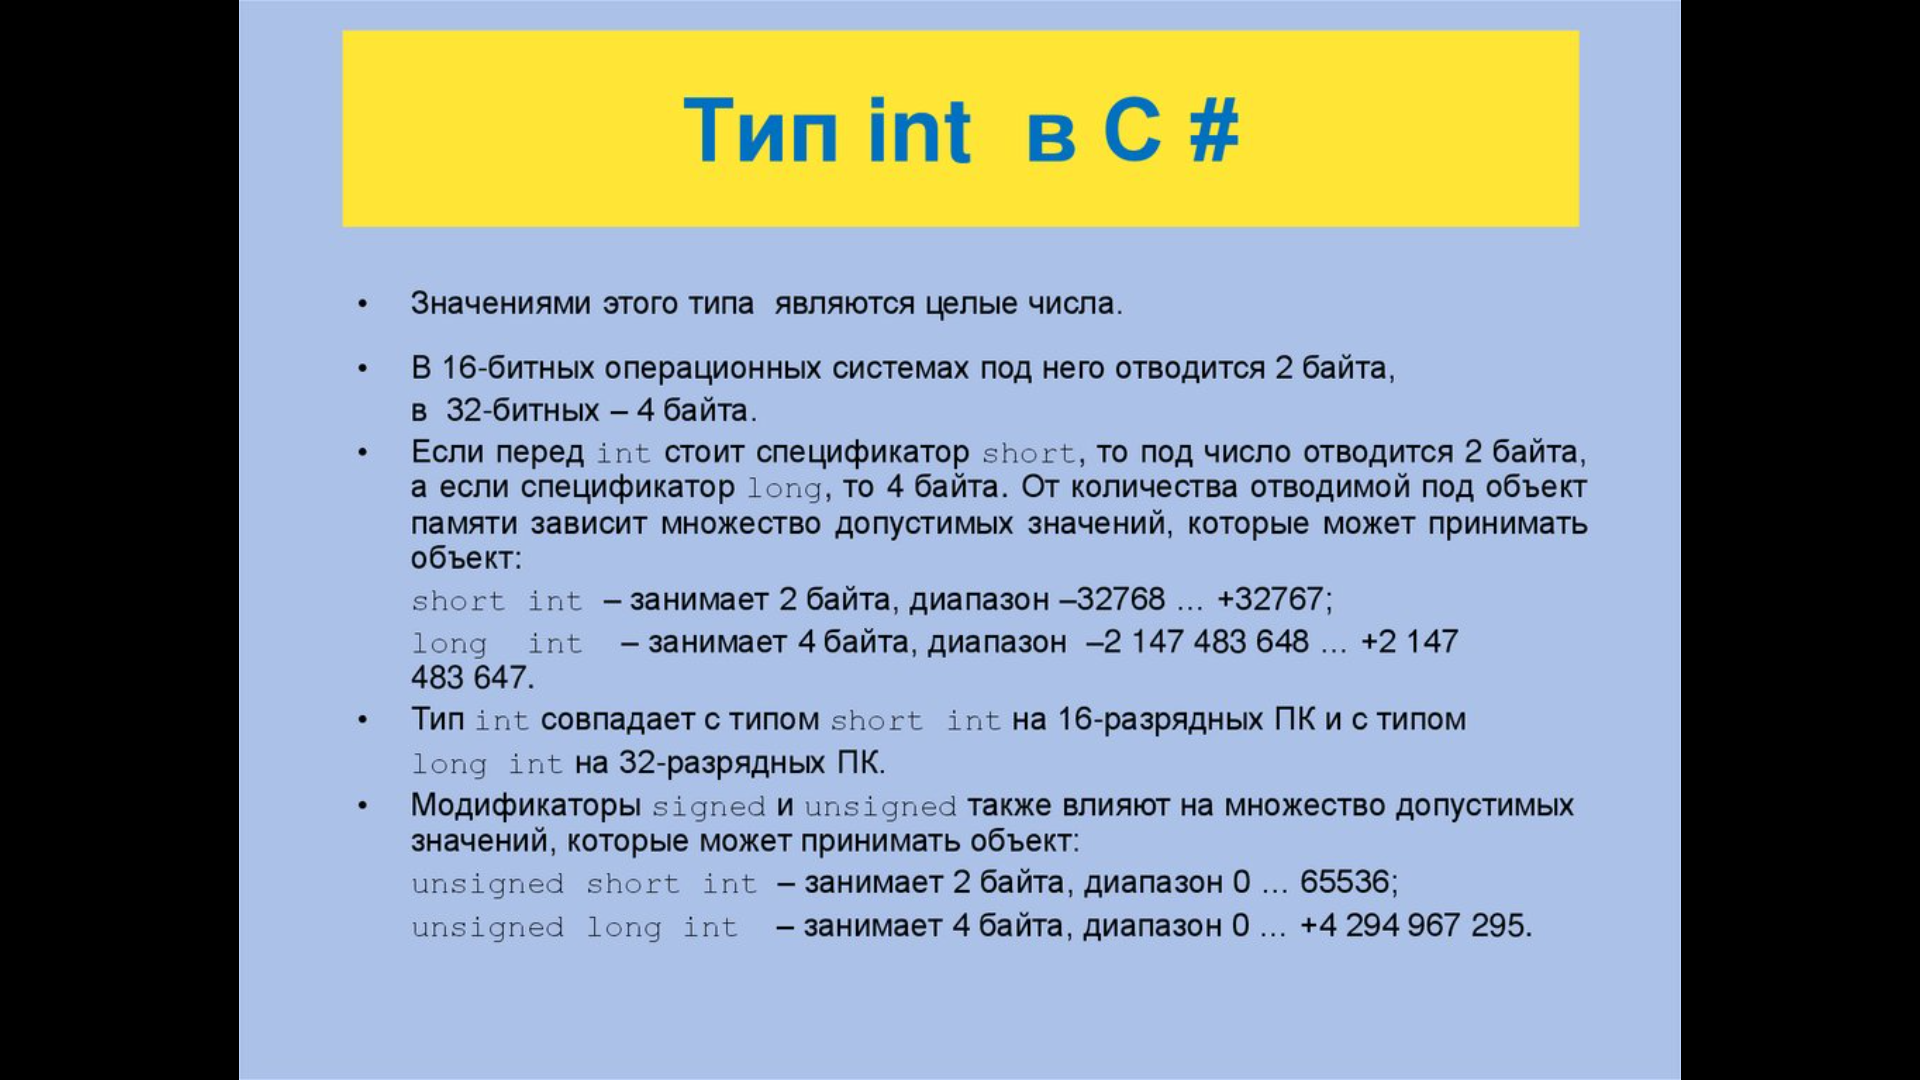 Тип int в C #
• Значениями этого типа являются целые числа.
• В 16-битных операционных системах под него отводится 2 байта,
в 32-битных – 4 байта.
• Если перед int стоит спецификатор short, то под число отводится 2 байта,
а если спецификатор long, то 4 байта. От количества отводимой под объект
памяти зависит множество допустимых значений, которые может принимать
объект:
short int – занимает 2 байта, диапазон –32768 ... +32767;
long int – занимает 4 байта, диапазон –2 147 483 648 ... +2 147
483 647.
• Тип int совпадает с типом short int на 16-разрядных ПК и с типом
long int на 32-разрядных ПК.
• Модификаторы signed и unsigned также влияют на множество допустимых
значений, которые может принимать объект:
unsigned short int – занимает 2 байта, диапазон 0 ... 65536;
unsigned long int – занимает 4 байта, диапазон 0 ... +4 294 967 295.